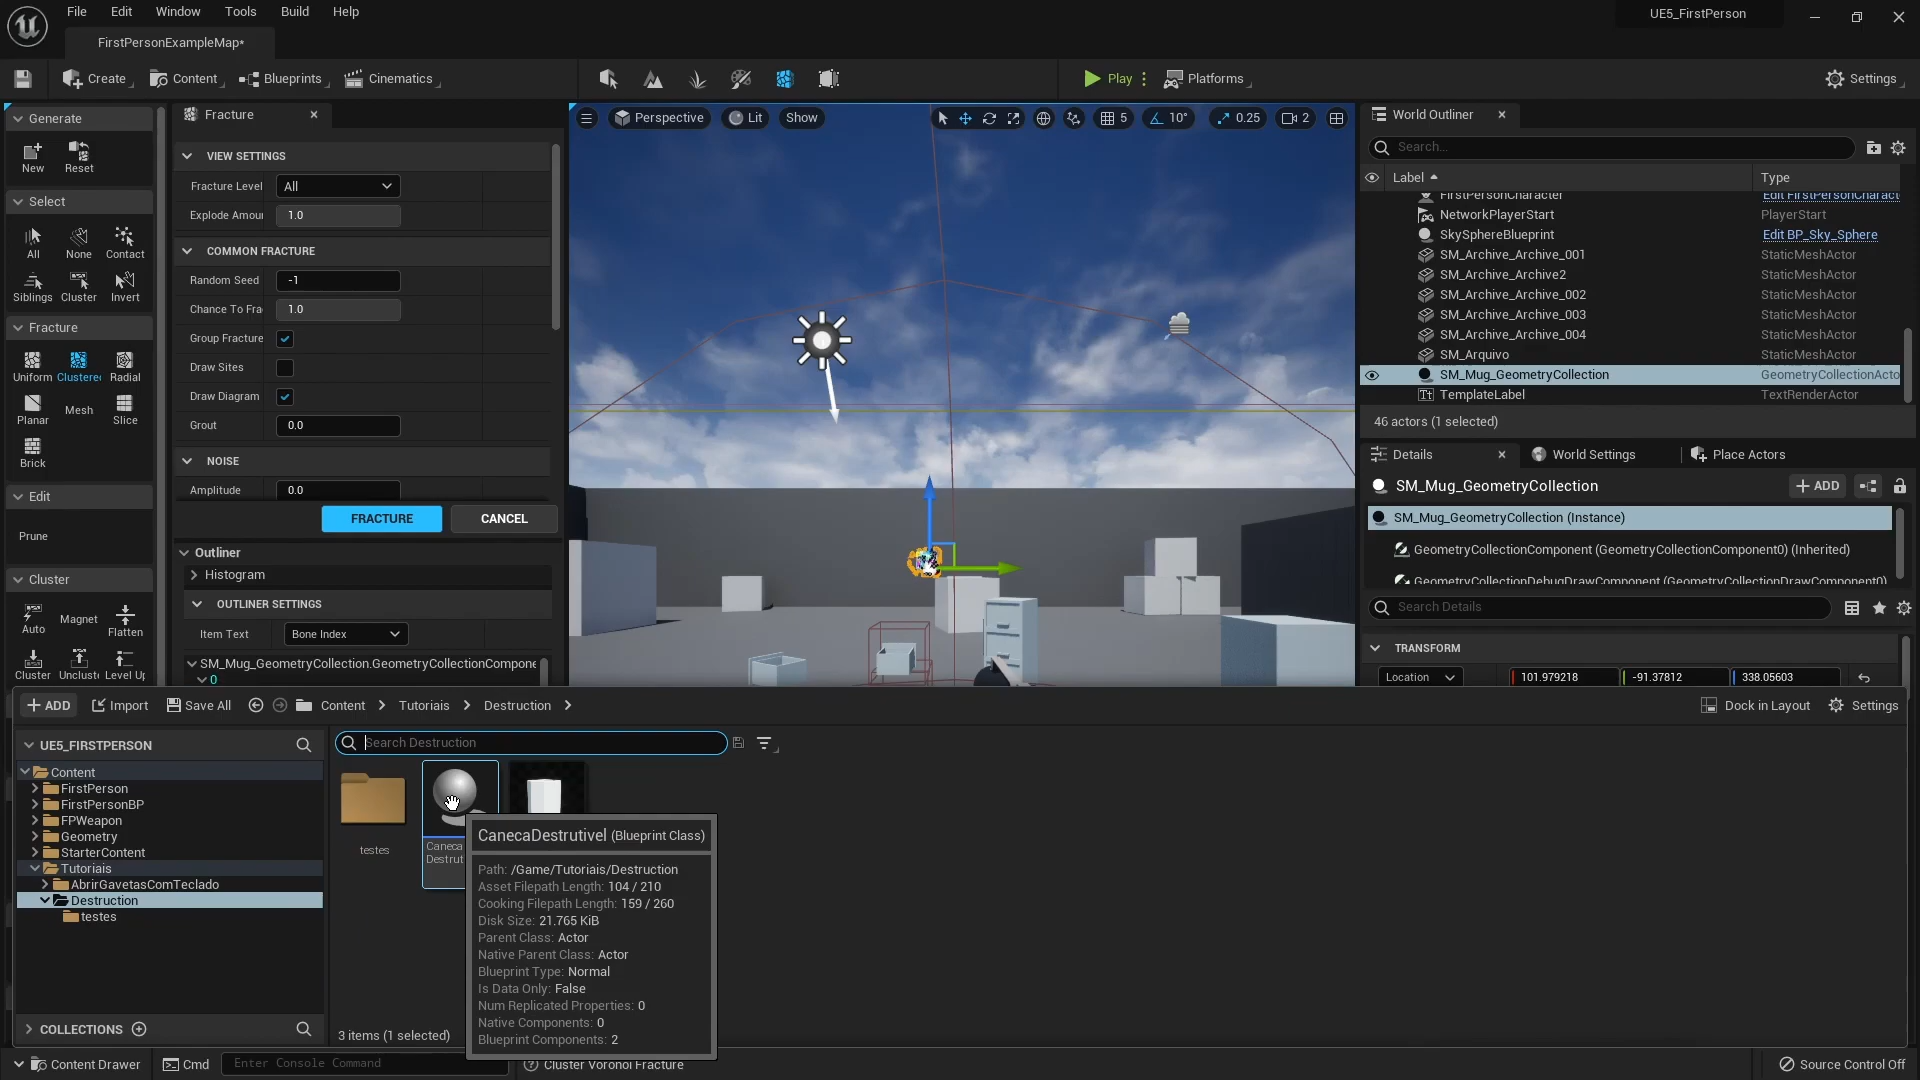 File Edit Window Tools Build Help
UE5_FirstPerson
FirstPersonExampleMap*
Create Content Blueprints Cinematics Play Platforms Settings
Generate
New Reset
Select
All None Contact
Siblings Cluster Invert
Fracture
Uniform Clustere Radial
Planar Mesh Slice
Brick
Edit
Prune
Cluster
Auto Magnet Flatten
Cluster Unclust Level Up
Fracture
VIEW SETTINGS
Fracture Level All
Explode Amour 1.0
COMMON FRACTURE
Random Seed -1
Chance To Fra 1.0
Group Fracture
Draw Sites
Draw Diagram
Grout 0.0
NOISE
Amplitude 0.0
FRACTURE CANCEL
Outliner
Histogram
OUTLINER SETTINGS
Item Text Bone Index
SM_Mug_GeometryCollection.GeometryCollectionCompone
0
Perspective Lit Show 5 10° 0.25 2
World Outliner
Search...
Label Type
FirstPersonCharacter Edit FirstPersonCharact
NetworkPlayerStart PlayerStart
SkySphereBlueprint Edit BP_Sky_Sphere
SM_Archive_Archive_001 StaticMeshActor
SM_Archive_Archive2 StaticMeshActor
SM_Archive_Archive_002 StaticMeshActor
SM_Archive_Archive_003 StaticMeshActor
SM_Archive_Archive_004 StaticMeshActor
SM_Arquivo StaticMeshActor
SM_Mug_GeometryCollection GeometryCollectionActo
TemplateLabel TextRenderActor
46 actors (1 selected)
Details World Settings Place Actors
SM_Mug_GeometryCollection ADD
SM_Mug_GeometryCollection (Instance)
GeometryCollectionComponent (GeometryCollectionComponent0) (Inherited)
GeometryCollectionDebugDrawComponent (GeometryCollectionDrawComponent0)
Search Details
TRANSFORM
Location 101.979218 -91.37812 338.05603
ADD Import Save All Content Tutoriais Destruction Dock in Layout Settings
UE5_FIRSTPERSON
Content
FirstPerson
FirstPersonBP
FPWeapon
Geometry
StarterContent
Tutoriais
AbrirGavetasComTeclado
Destruction
testes
COLLECTIONS
Search Destruction
testes
Caneca
Destrut
CanecaDestrutivel (Blueprint Class)
Path: /Game/Tutoriais/Destruction
Asset Filepath Length: 104 / 210
Cooking Filepath Length: 159 / 260
Disk Size: 21.765 KiB
Parent Class: Actor
Native Parent Class: Actor
Blueprint Type: Normal
Is Data Only: False
Num Replicated Properties: 0
Native Components: 0
Blueprint Components: 2
3 items (1 selected)
Content Drawer Cmd Enter Console Command Cluster Voronoi Fracture Source Control Off